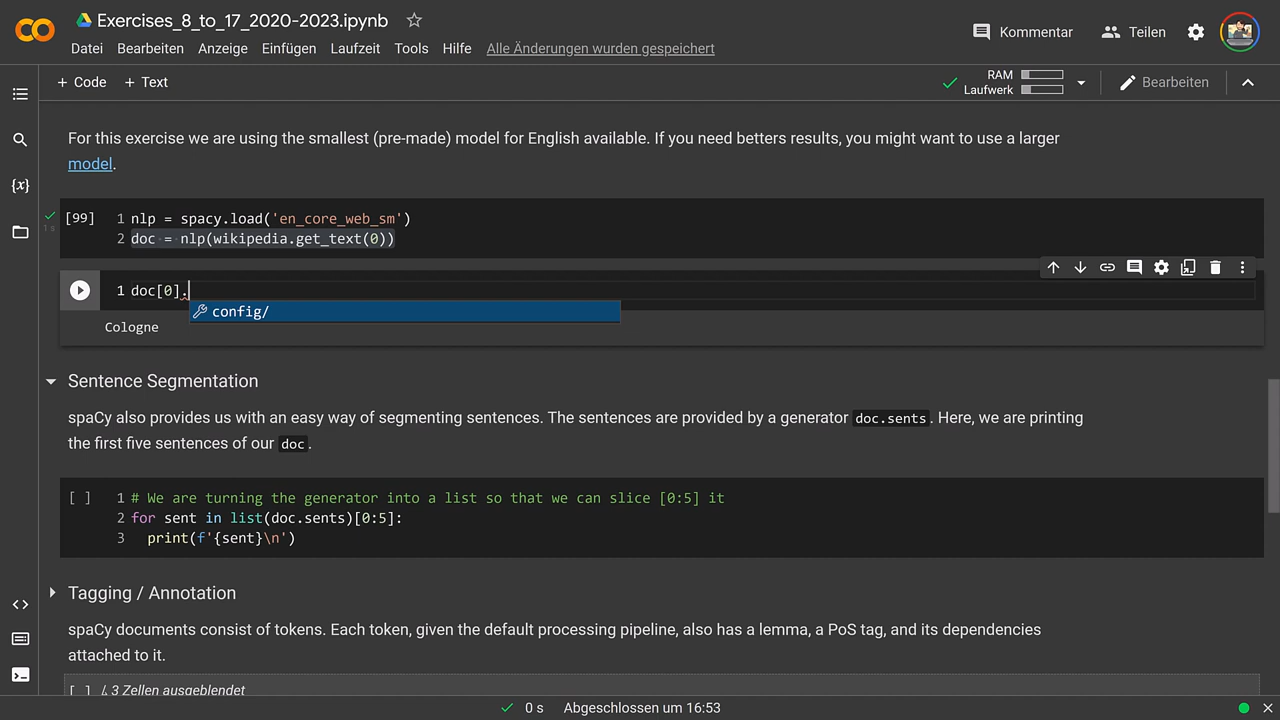 Exercises_8_to_17_2020-2023.ipynb
Datei Bearbeiten Anzeige Einfügen Laufzeit Tools Hilfe Alle Änderungen wurden gespeichert
Kommentar Teilen
+ Code + Text
RAM
Laufwerk
Bearbeiten
For this exercise we are using the smallest (pre-made) model for English available. If you need betters results, you might want to use a larger
model.
[99] 1 nlp = spacy.load('en_core_web_sm')
1s 2 doc = nlp(wikipedia.get_text(0))
1 doc[0].
config/
Cologne
Sentence Segmentation
spaCy also provides us with an easy way of segmenting sentences. The sentences are provided by a generator doc.sents. Here, we are printing
the first five sentences of our doc.
[ ] 1 # We are turning the generator into a list so that we can slice [0:5] it
2 for sent in list(doc.sents)[0:5]:
3 print(f'{sent}\n')
Tagging / Annotation
spaCy documents consist of tokens. Each token, given the default processing pipeline, also has a lemma, a PoS tag, and its dependencies
attached to it.
[ ] ↳ 3 Zellen ausgeblendet
0 s Abgeschlossen um 16:53